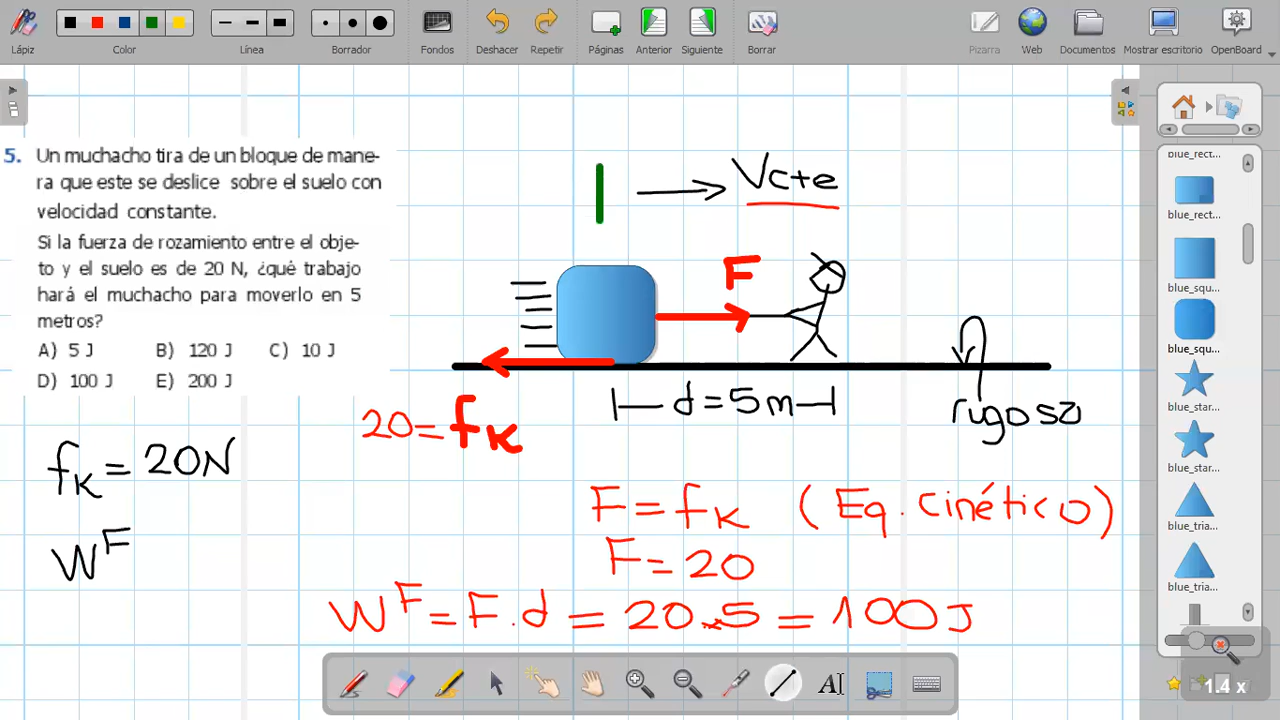 Lápiz
Color
Línea
Borrador
Fondos
Deshacer
Repetir
Páginas
Anterior
Siguiente
Borrar
Pizarra
Web
Documentos
Mostrar escritorio
OpenBoard
5. Un muchacho tira de un bloque de mane-
ra que este se deslice sobre el suelo con
velocidad constante.
Si la fuerza de rozamiento entre el obje-
to y el suelo es de 20 N, ¿qué trabajo
hará el muchacho para moverlo en 5
metros?
A) 5 J B) 120 J C) 10 J
D) 100 J E) 200 J
Vcte
F
d = 5m
rugosa
20 = fK
fK = 20N
W^F
F = fK (Eq. cinético)
F = 20
W^F = F.d = 20.5 = 100J
blue_rect...
blue_rect...
blue_squ...
blue_squ...
blue_star...
blue_star...
blue_tria...
blue_tria...
1.4 x